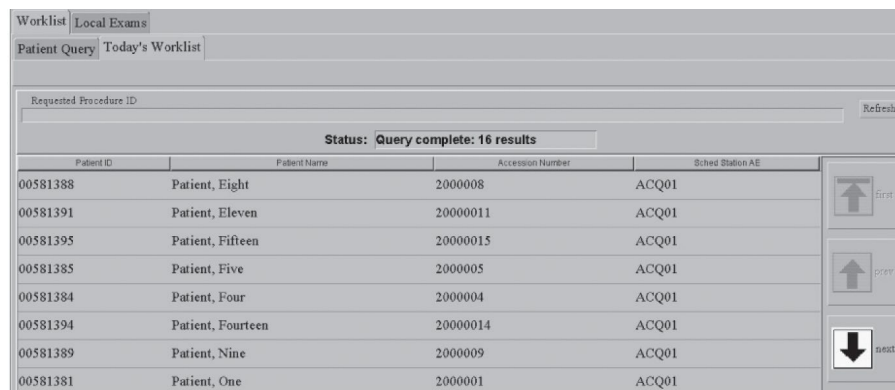 Worklist Local Exams
Patient Query Today's Worklist
Requested Procedure ID
Refresh
Status: Query complete: 16 results
Patient ID Patient Name Accession Number Sched Station AE
00581388 Patient, Eight 2000008 ACQ01
first
00581391 Patient, Eleven 20000011 ACQ01
00581395 Patient, Fifteen 20000015 ACQ01
00581385 Patient, Five 2000005 ACQ01
prev
00581384 Patient, Four 2000004 ACQ01
00581394 Patient, Fourteen 20000014 ACQ01
00581389 Patient, Nine 2000009 ACQ01
next
00581381 Patient, One 2000001 ACQ01